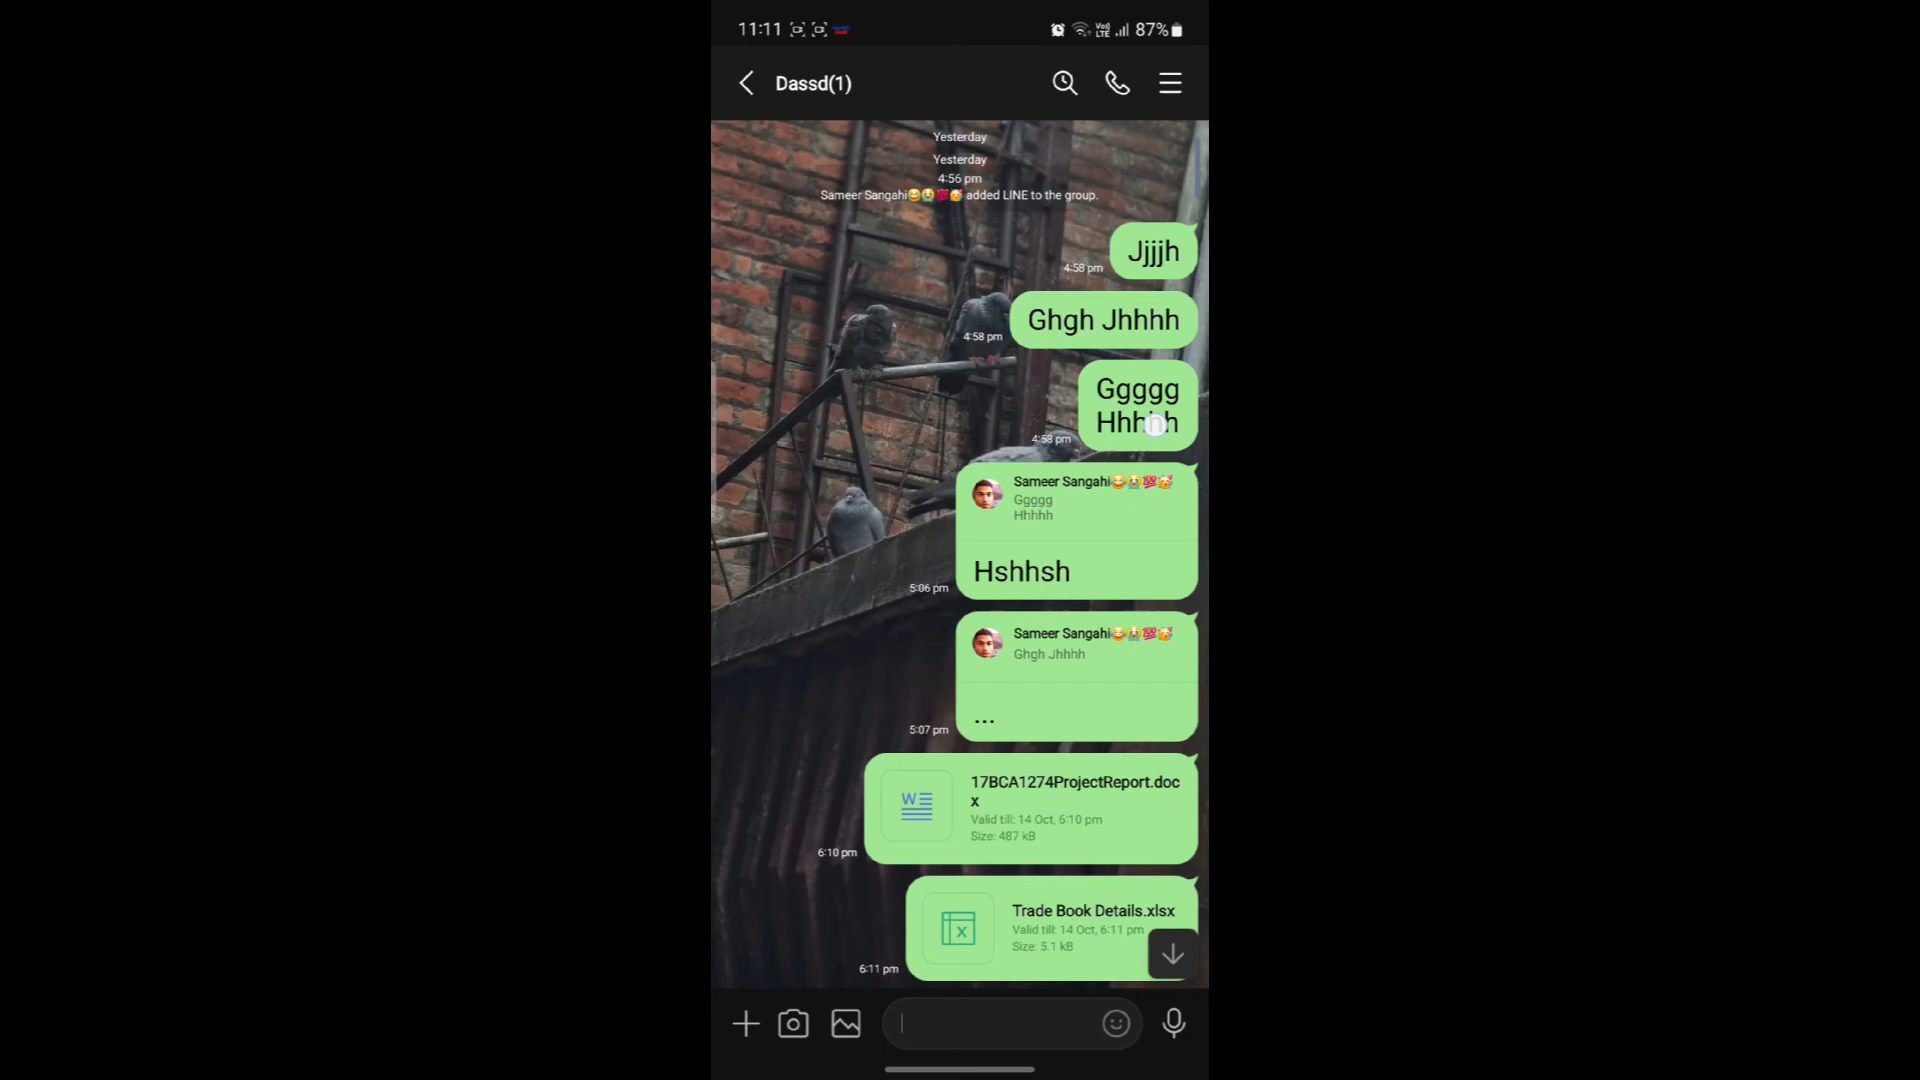 11:11 Vo) LTE 87%
Dassd(1)
Yesterday
Yesterday
4:56 pm
Sameer Sangahi😂😭💯🥳 added LINE to the group.
Jjjjh
4:58 pm
Ghgh Jhhhh
4:58 pm
Ggggg
Hhhhh
4:58 pm
Sameer Sangahi😂😭💯🥳
Ggggg
Hhhhh
Hshhsh
5:06 pm
Sameer Sangahi😂😭💯🥳
Ghgh Jhhhh
...
5:07 pm
17BCA1274ProjectReport.doc
x
Valid till: 14 Oct, 6:10 pm
Size: 487 kB
6:10 pm
Trade Book Details.xlsx
Valid till: 14 Oct, 6:11 pm
Size: 5.1 kB
6:11 pm